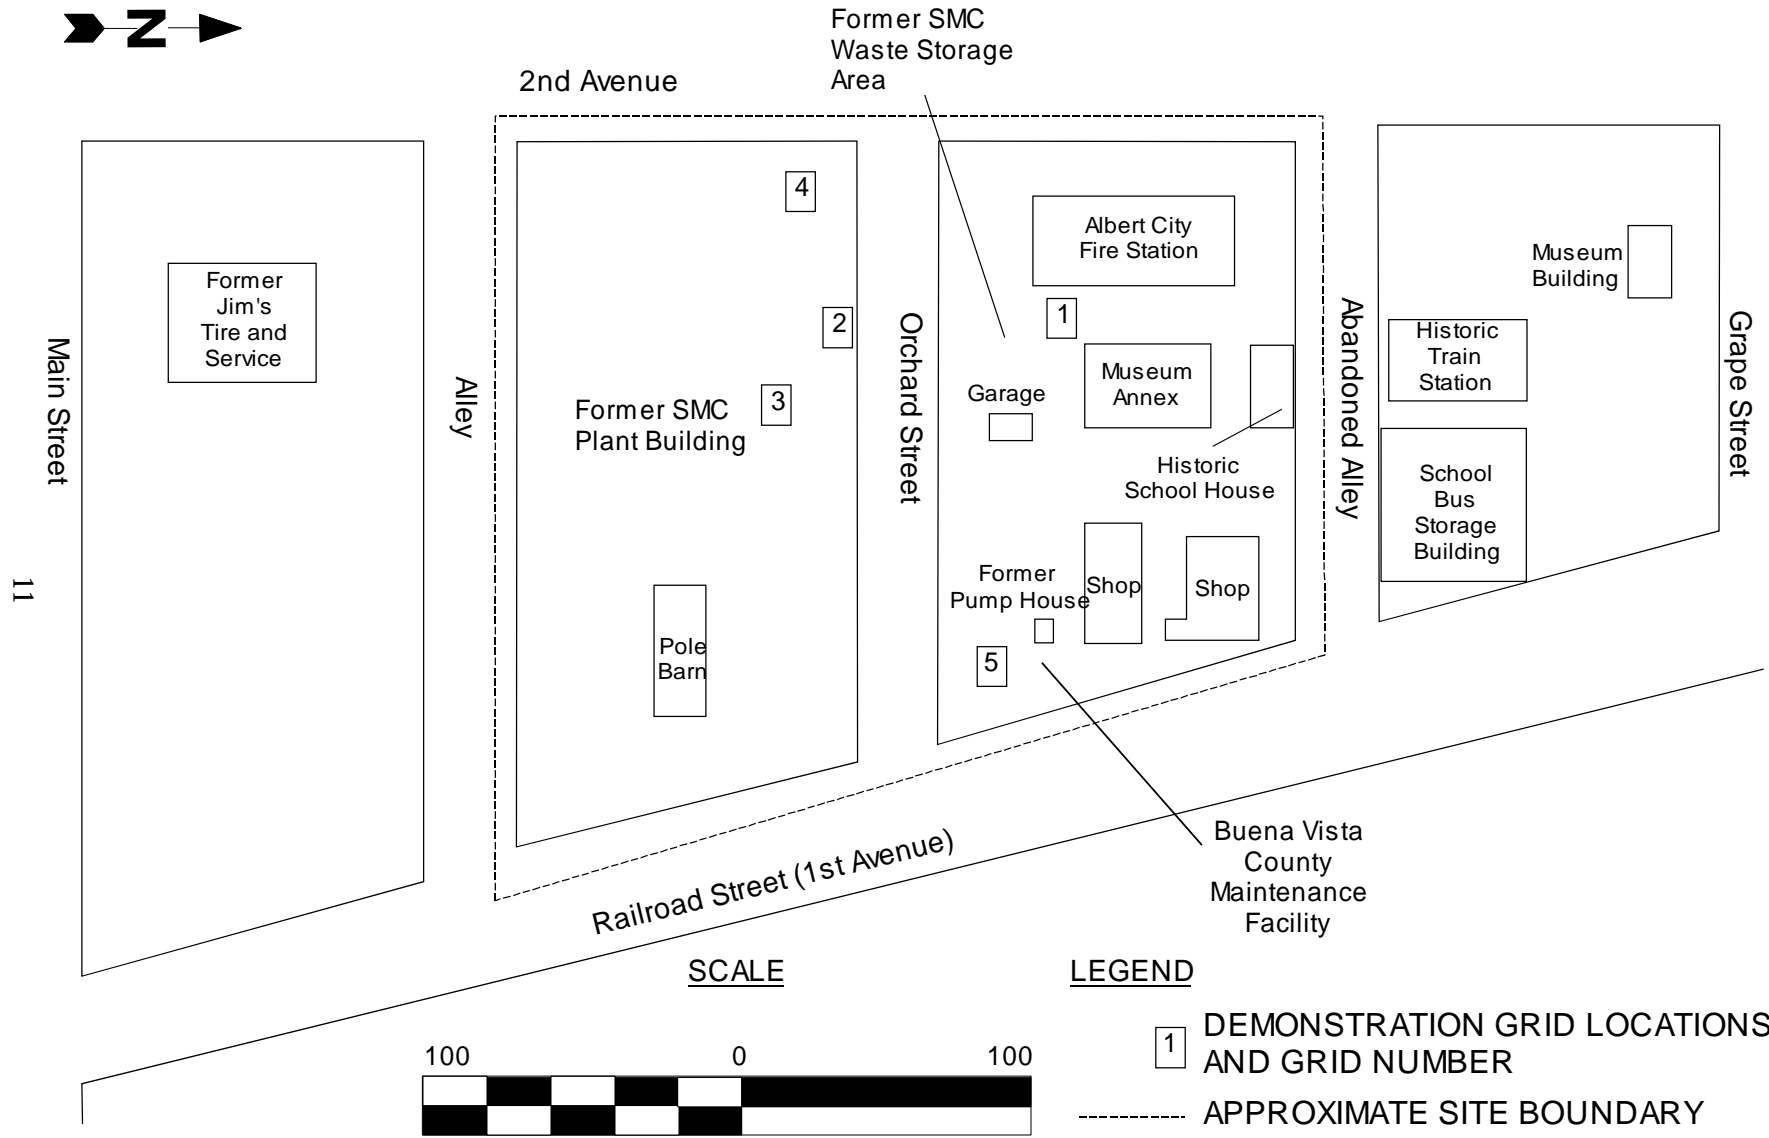 N
Former SMC
Waste Storage
Area
2nd Avenue
4
Albert City
Fire Station
Museum
Building
Former
Jim's
Tire and
Service
2
1
Main Street
Alley
Former SMC
Plant Building
3
Orchard Street
Garage
Museum
Annex
Historic
School House
Abandoned Alley
Historic
Train
Station
Grape Street
School
Bus
Storage
Building
11
Pole
Barn
Former
Pump House
Shop
Shop
5
Railroad Street (1st Avenue)
Buena Vista
County
Maintenance
Facility
SCALE
100 0 100
LEGEND
1 DEMONSTRATION GRID LOCATIONS
AND GRID NUMBER
APPROXIMATE SITE BOUNDARY